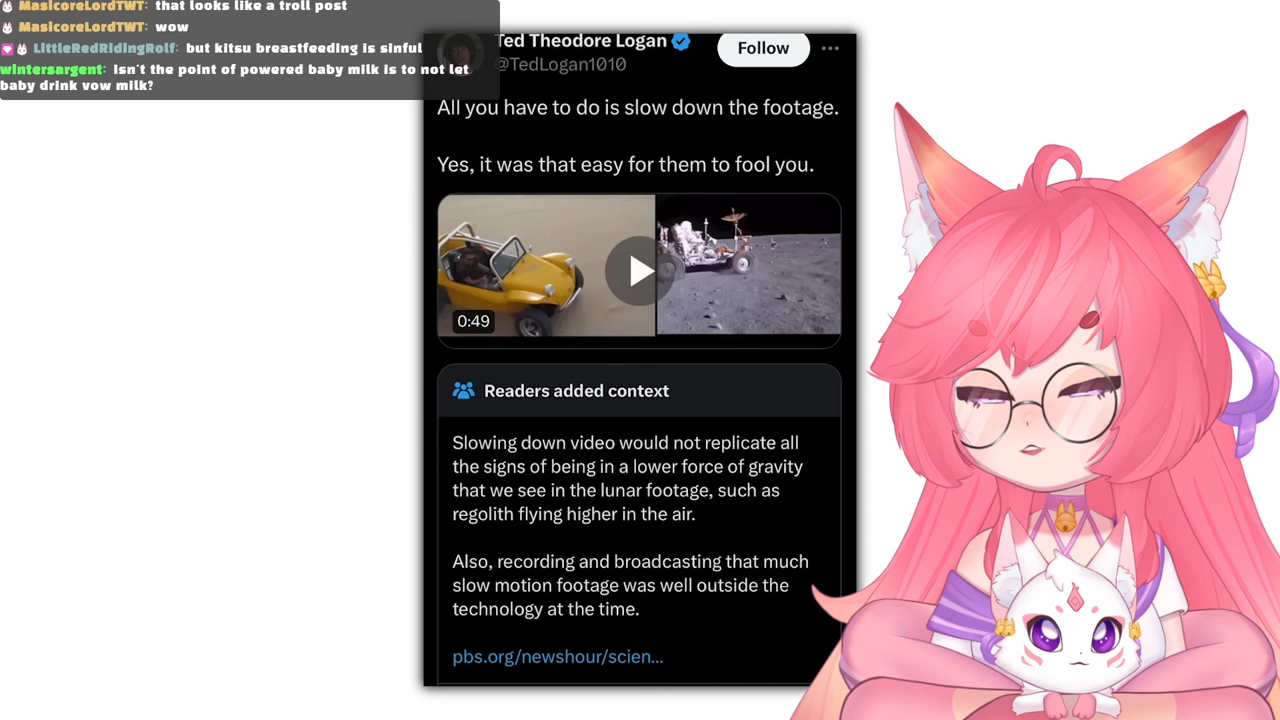 MasicoreLordTWT: that looks like a troll post
MasicoreLordTWT: wow
LittleRedRidingRolf: but kitsu breastfeeding is sinful
wintersargent: Isn't the point of powered baby milk is to not let
baby drink vow milk?
Ted Theodore Logan
@TedLogan1010
Follow
All you have to do is slow down the footage.
Yes, it was that easy for them to fool you.
0:49
Readers added context
Slowing down video would not replicate all
the signs of being in a lower force of gravity
that we see in the lunar footage, such as
regolith flying higher in the air.
Also, recording and broadcasting that much
slow motion footage was well outside the
technology at the time.
pbs.org/newshour/scien...